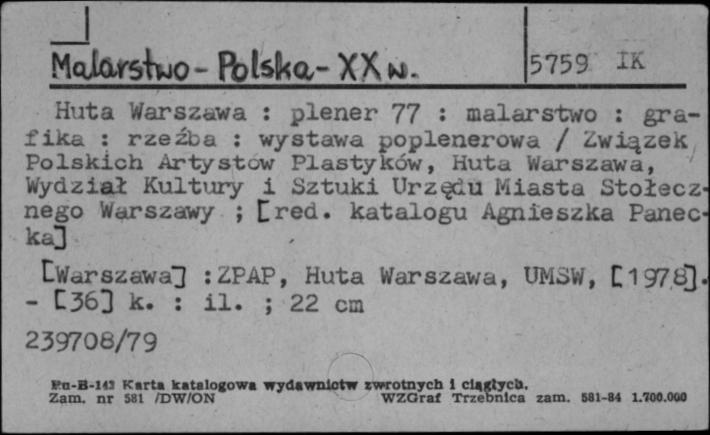 Malarstwo - Polska - XX w.
5759 IK
Huta Warszawa : plener 77 : malarstwo : gra-
fika : rzeźba : wystawa poplenerowa / Związek
Polskich Artystów Plastyków, Huta Warszawa,
Wydział Kultury i Sztuki Urzędu Miasta Stołecz-
nego Warszawy ; [red. katalogu Agnieszka Panec-
ka]
[Warszawa] :ZPAP, Huta Warszawa, UMSW, [1978].
- [36] k. : il. ; 22 cm
239708/79
Pu-B-142 Karta katalogowa wydawnictw zwrotnych i ciągłych.
Zam. nr 581 /DW/ON WZGraf Trzebnica zam. 581-84 1.700.000